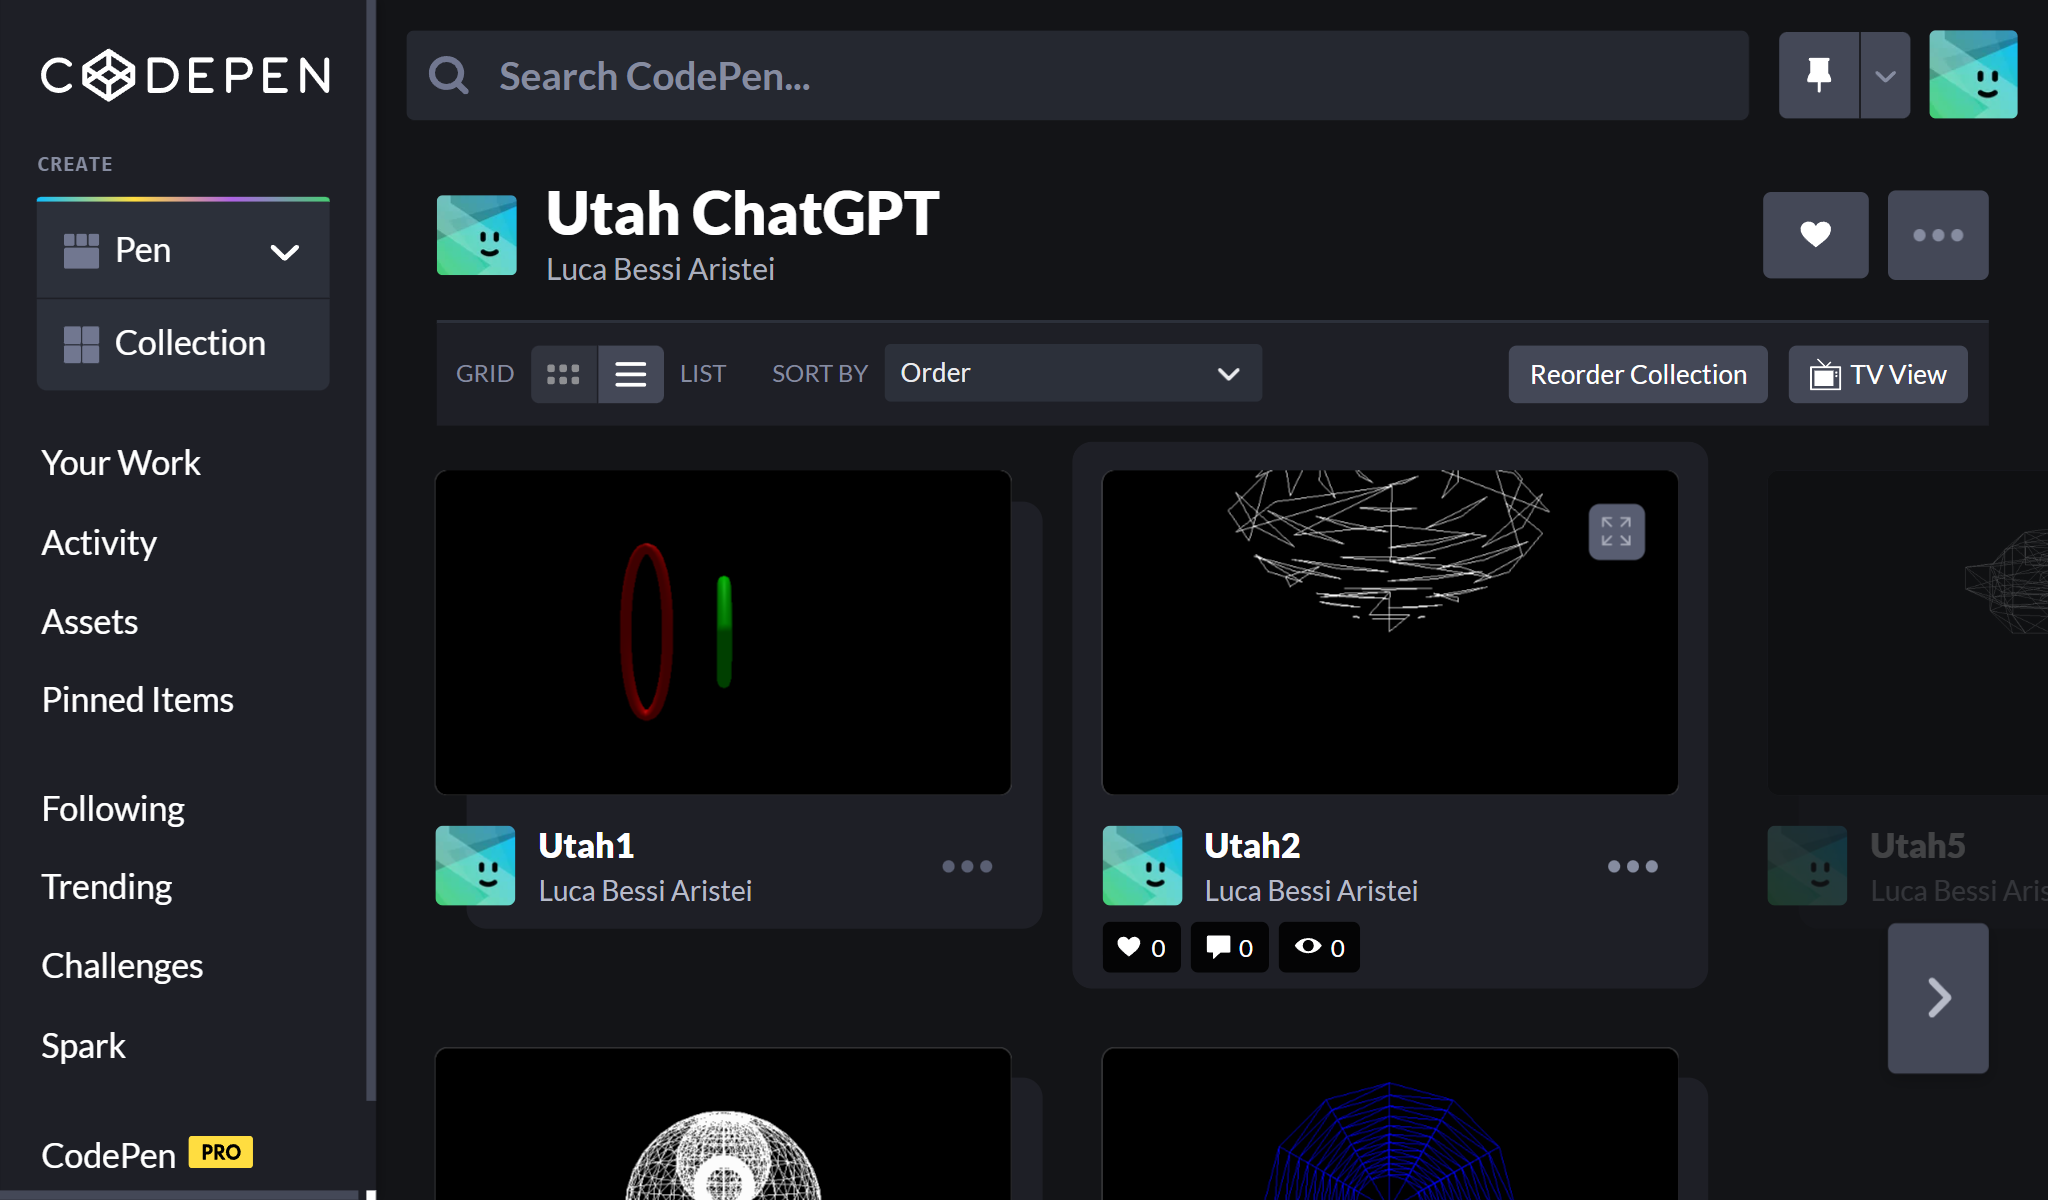 CODEPEN
CREATE
Pen
Collection
Your Work
Activity
Assets
Pinned Items
Following
Trending
Challenges
Spark
CodePen PRO
Search CodePen...
Utah ChatGPT
Luca Bessi Aristei
GRID
LIST
SORT BY
Order
Reorder Collection
TV View
Utah1
Luca Bessi Aristei
Utah2
Luca Bessi Aristei
0 0 0
Utah5
Luca Bessi Aris